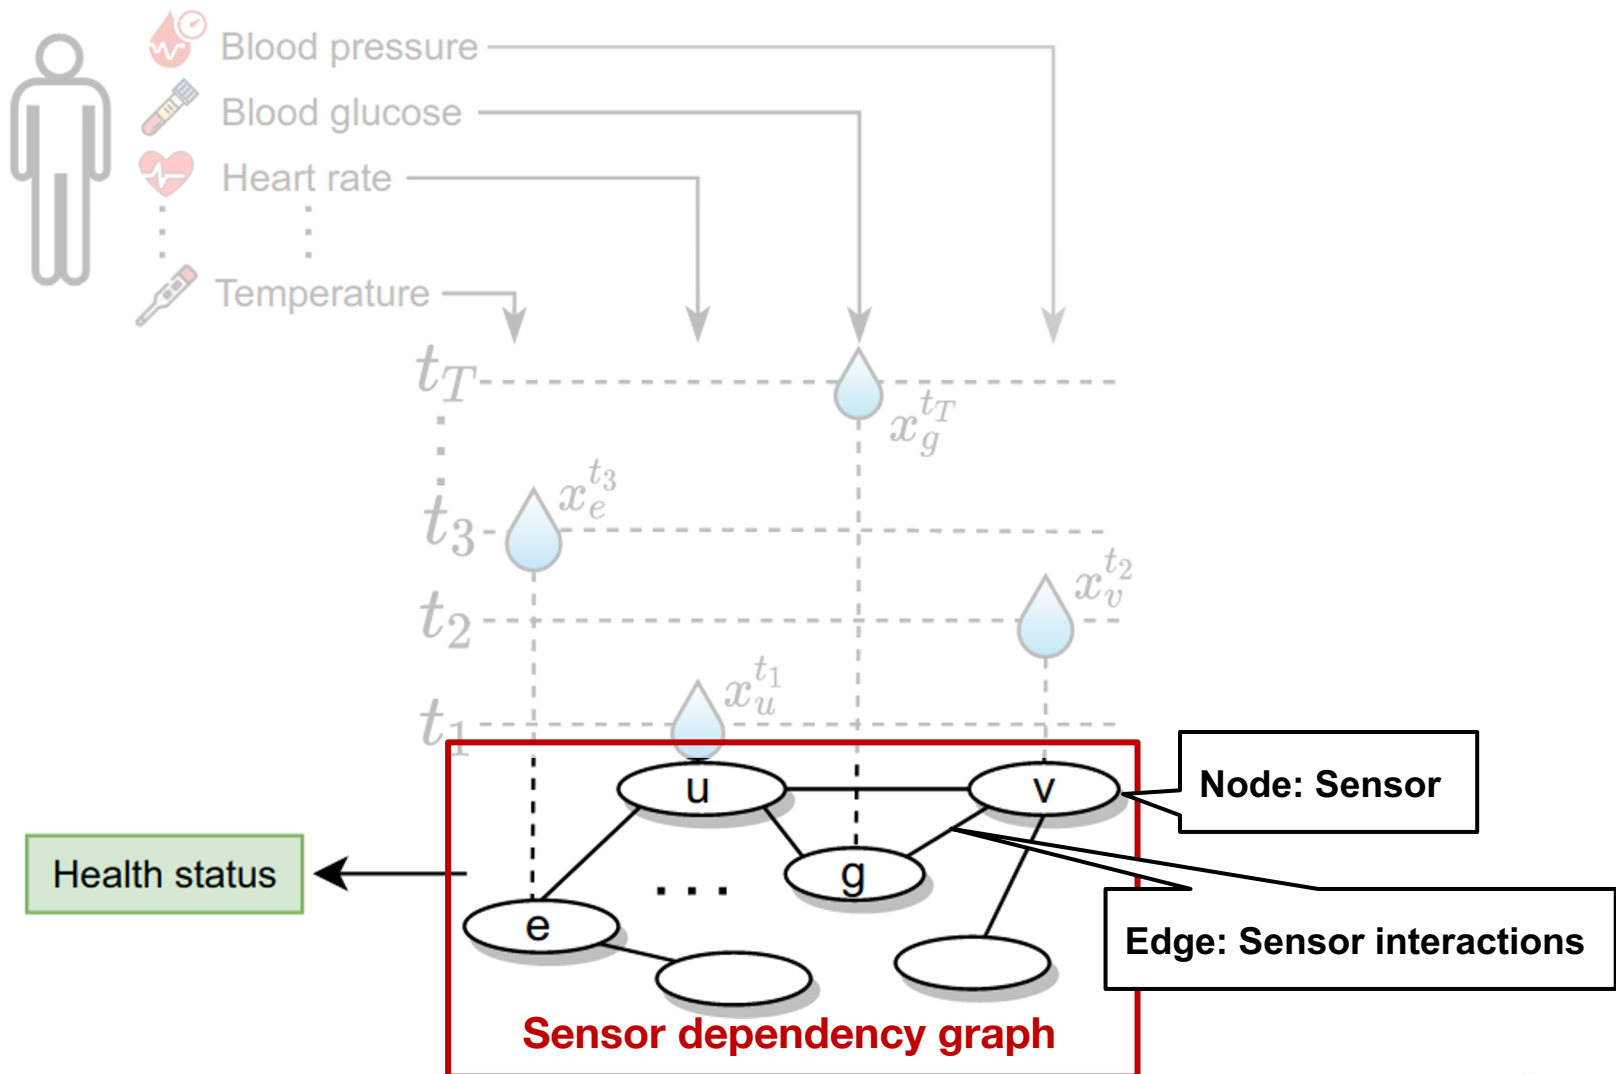 Blood pressure
Blood glucose
Heart rate
Temperature
t_T
x_g^{t_T}
x_e^{t_3}
t_3
x_v^{t_2}
t_2
x_u^{t_1}
t_1
Node: Sensor
u
v
Health status
g
e
Edge: Sensor interactions
Sensor dependency graph